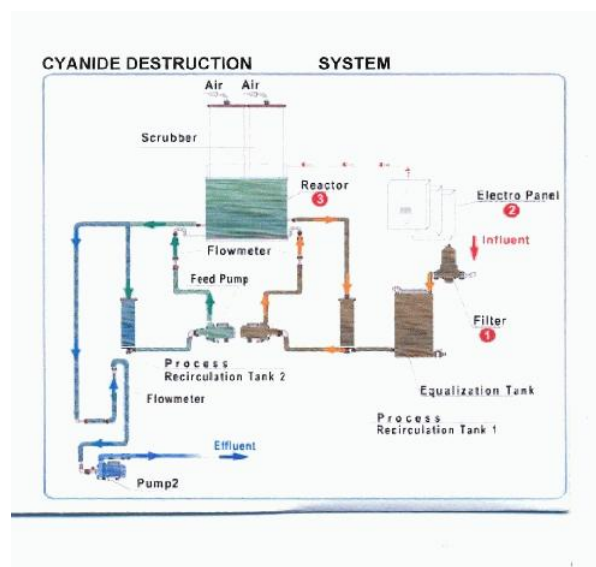 CYANIDE DESTRUCTION SYSTEM
Air Air
Scrubber
Reactor
3
Electro Panel
2
Influent
Flowmeter
Feed Pump
Filter
1
Process
Recirculation Tank 2
Equalization Tank
Flowmeter
Process
Recirculation Tank 1
Effluent
Pump2